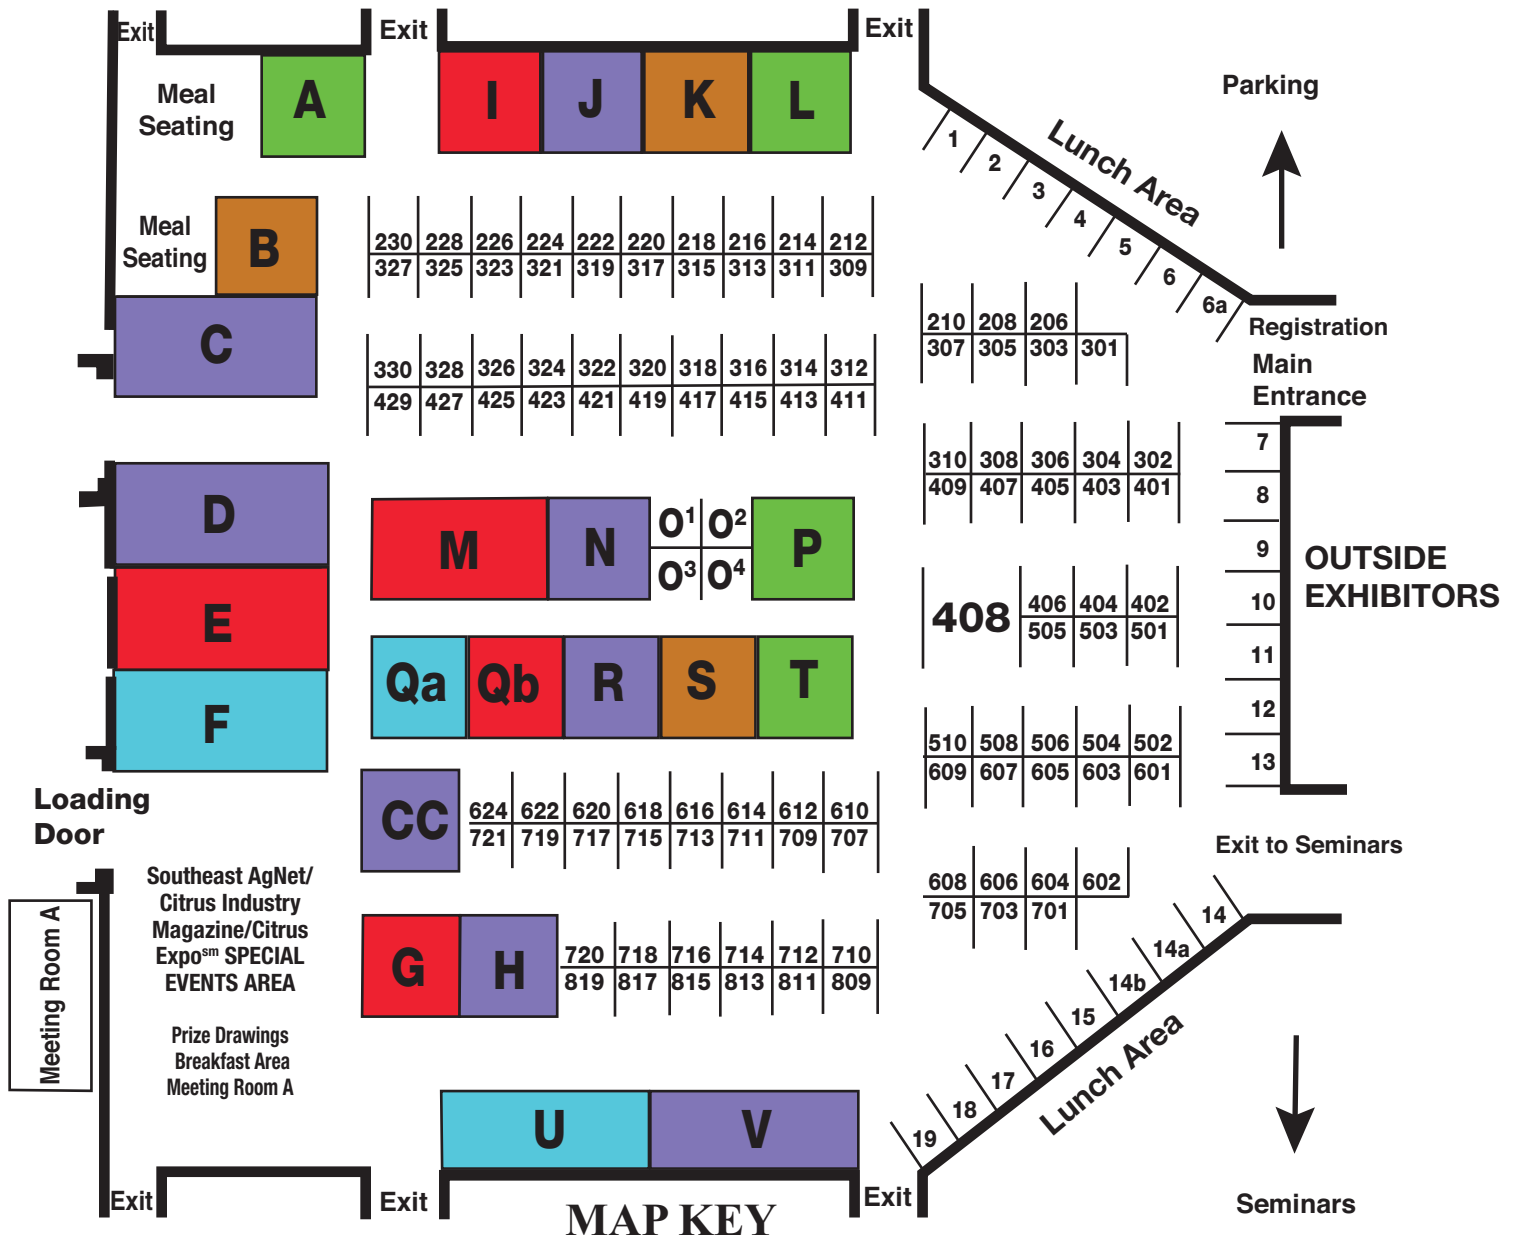 Exit
Exit
Exit
Meal
Seating
A
I
J
K
L
Parking
Lunch Area
1
2
3
4
5
6
6a
Meal
Seating
B
C
230 228 226 224 222 220 218 216 214 212
327 325 323 321 319 317 315 313 311 309
210 208 206
307 305 303 301
Registration
Main
Entrance
330 328 326 324 322 320 318 316 314 312
429 427 425 423 421 419 417 415 413 411
310 308 306 304 302
409 407 405 403 401
7
8
9
10
11
12
13
OUTSIDE
EXHIBITORS
D
E
F
M
N
O1 O2
O3 O4
P
408
406 404 402
505 503 501
Qa
Qb
R
S
T
510 508 506 504 502
609 607 605 603 601
Loading
Door
CC
624 622 620 618 616 614 612 610
721 719 717 715 713 711 709 707
608 606 604 602
705 703 701
Exit to Seminars
Meeting Room A
Southeast AgNet/
Citrus Industry
Magazine/Citrus
Expo℠ SPECIAL
EVENTS AREA
Prize Drawings
Breakfast Area
Meeting Room A
G
H
720 718 716 714 712 710
819 817 815 813 811 809
14
14a
14b
15
16
17
18
19
Lunch Area
U
V
Exit
Exit
Exit
Seminars
MAP KEY